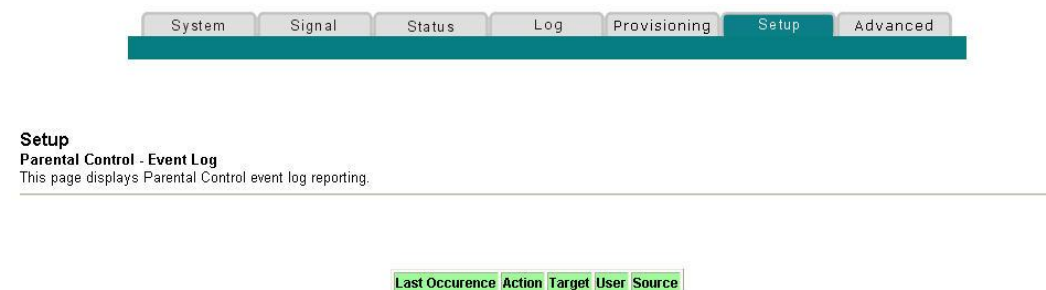 System Signal Status Log Provisioning Setup Advanced
Setup
Parental Control - Event Log
This page displays Parental Control event log reporting.
Last Occurence Action Target User Source